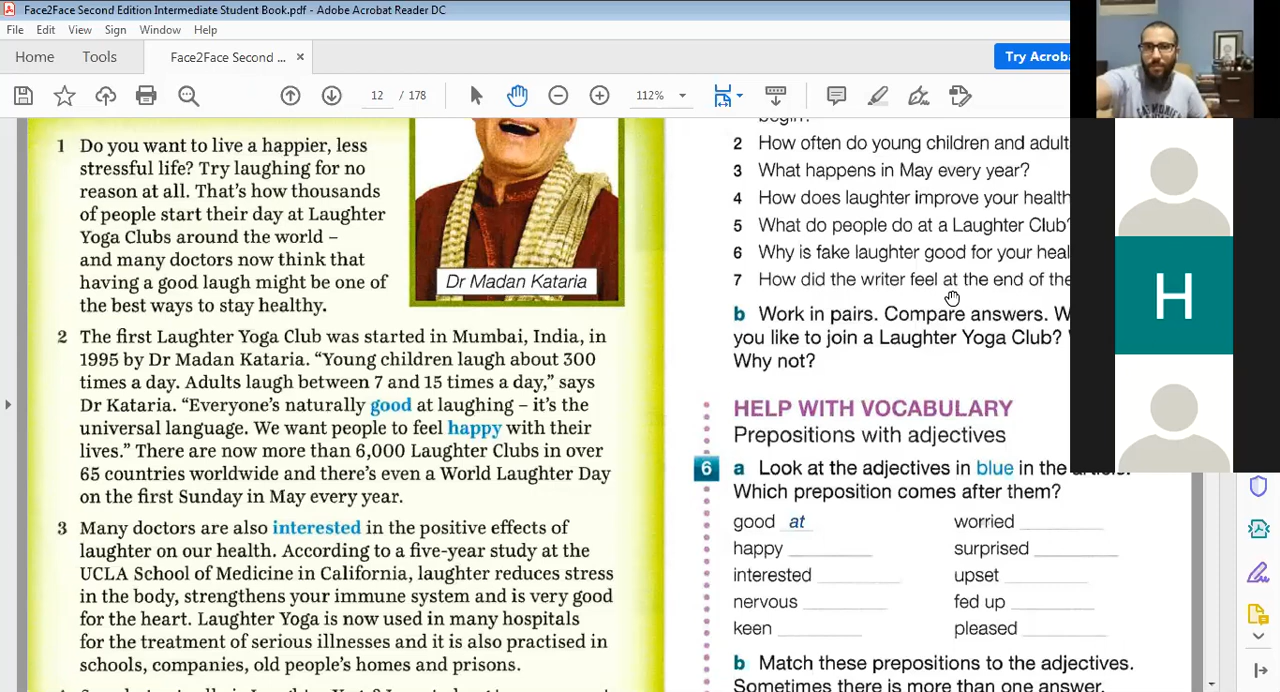 Face2Face Second Edition Intermediate Student Book.pdf - Adobe Acrobat Reader DC
File Edit View Sign Window Help
Home Tools Face2Face Second ... × Try Acroba
12 / 178 112%
1 Do you want to live a happier, less
stressful life? Try laughing for no
reason at all. That's how thousands
of people start their day at Laughter
Yoga Clubs around the world –
and many doctors now think that
having a good laugh might be one of
the best ways to stay healthy.
Dr Madan Kataria
2 The first Laughter Yoga Club was started in Mumbai, India, in
1995 by Dr Madan Kataria. "Young children laugh about 300
times a day. Adults laugh between 7 and 15 times a day," says
Dr Kataria. "Everyone's naturally good at laughing – it's the
universal language. We want people to feel happy with their
lives." There are now more than 6,000 Laughter Clubs in over
65 countries worldwide and there's even a World Laughter Day
on the first Sunday in May every year.
3 Many doctors are also interested in the positive effects of
laughter on our health. According to a five-year study at the
UCLA School of Medicine in California, laughter reduces stress
in the body, strengthens your immune system and is very good
for the heart. Laughter Yoga is now used in many hospitals
for the treatment of serious illnesses and it is also practised in
schools, companies, old people's homes and prisons.
begin?
2 How often do young children and adult
3 What happens in May every year?
4 How does laughter improve your health
5 What do people do at a Laughter Club?
6 Why is fake laughter good for your heal
7 How did the writer feel at the end of the
b Work in pairs. Compare answers. W
you like to join a Laughter Yoga Club?
Why not?
HELP WITH VOCABULARY
Prepositions with adjectives
6 a Look at the adjectives in blue in the article.
Which preposition comes after them?
good at worried
happy surprised
interested upset
nervous fed up
keen pleased
b Match these prepositions to the adjectives.
Sometimes there is more than one answer.
H